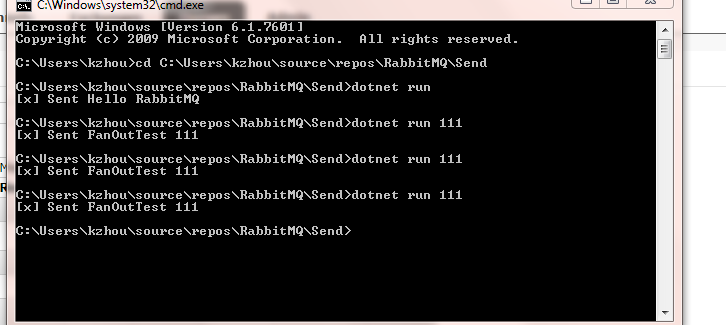 C:\Windows\system32\cmd.exe
Microsoft Windows [Version 6.1.7601]
Copyright (c) 2009 Microsoft Corporation.  All rights reserved.
C:\Users\kzhou>cd C:\Users\kzhou\source\repos\RabbitMQ\Send
C:\Users\kzhou\source\repos\RabbitMQ\Send>dotnet run
[x] Sent Hello RabbitMQ
C:\Users\kzhou\source\repos\RabbitMQ\Send>dotnet run 111
[x] Sent FanOutTest 111
C:\Users\kzhou\source\repos\RabbitMQ\Send>dotnet run 111
[x] Sent FanOutTest 111
C:\Users\kzhou\source\repos\RabbitMQ\Send>dotnet run 111
[x] Sent FanOutTest 111
C:\Users\kzhou\source\repos\RabbitMQ\Send>